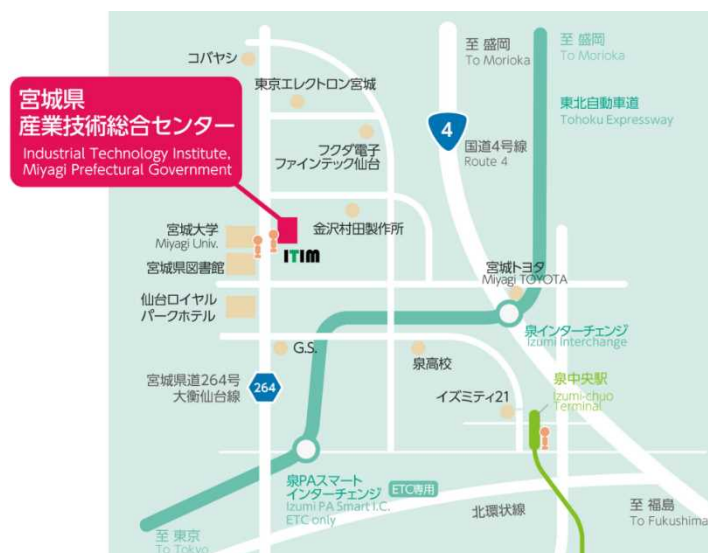 コバヤシ
至 盛岡
To Morioka
至 盛岡
To Morioka
宮城県
産業技術総合センター
Industrial Technology Institute,
Miyagi Prefectural Government
東京エレクトロン宮城
東北自動車道
Tohoku Expressway
4
国道4号線
Route 4
フクダ電子
ファインテック仙台
宮城大学
Miyagi Univ.
金沢村田製作所
ITIM
宮城県図書館
宮城トヨタ
Miyagi TOYOTA
仙台ロイヤル
パークホテル
泉インターチェンジ
Izumi Interchange
G.S.
泉高校
宮城県道264号
大衡仙台線
264
泉中央駅
Izumi-chuo
Terminal
イズミティ21
泉PAスマート
インターチェンジ
ETC専用
Izumi PA Smart I.C.
ETC only
北環状線
至 福島
To Fukushima
至 東京
To Tokyo